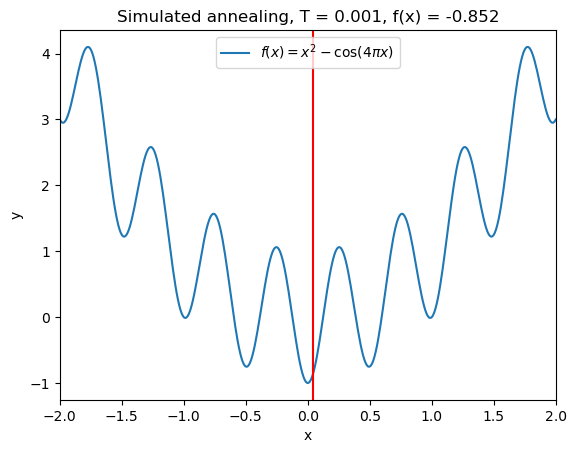 Simulated annealing, T = 0.001, f(x) = -0.852
f(x) = x² − cos(4πx)
4
3
2
1
0
−1
y
−2.0 −1.5 −1.0 −0.5 0.0 0.5 1.0 1.5 2.0
x